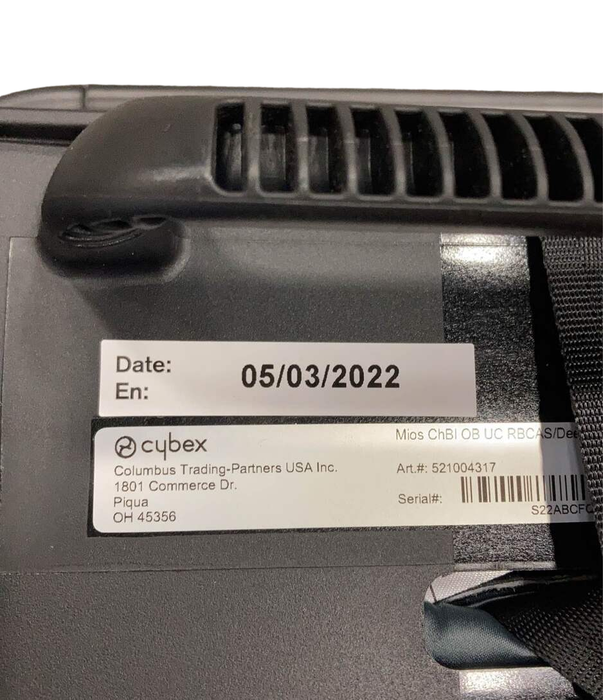 Date:
En: 05/03/2022
cybex
Mios ChBl OB UC RBCAS/Dee
Columbus Trading-Partners USA Inc.
1801 Commerce Dr.
Piqua
OH 45356
Art.#: 521004317
Serial#:
S22ABCFC